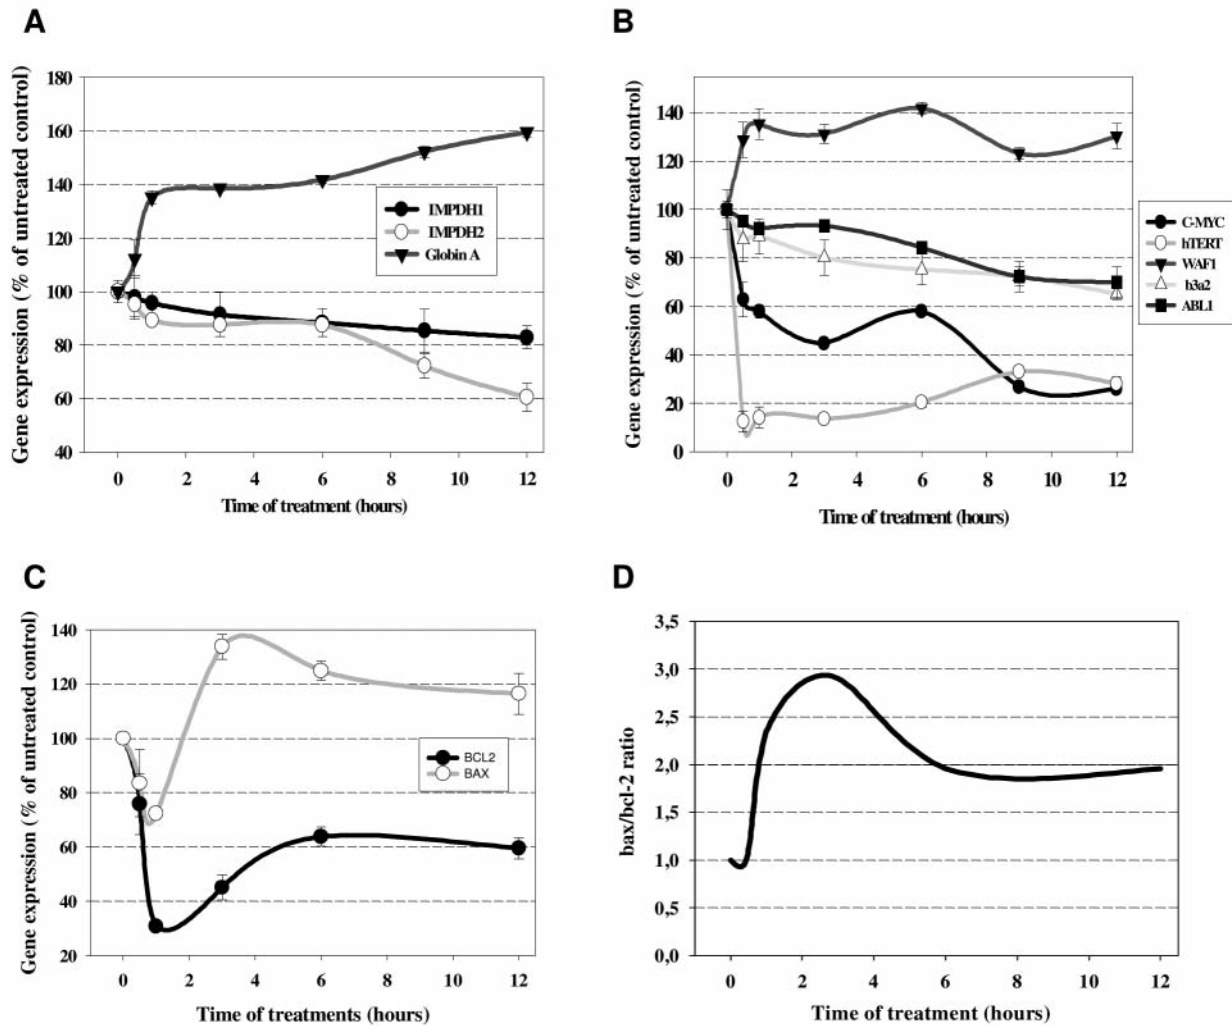 A
Gene expression (% of untreated control)
180
160
140
120
100
80
60
40
IMPDH1
IMPDH2
Globin A
0 2 4 6 8 10 12
Time of treatment (hours)
B
Gene expression (% of untreated control)
140
120
100
80
60
40
20
0
G-MYC
hTERT
WAF1
b3a2
ABL1
0 2 4 6 8 10 12
Time of treatment (hours)
C
Gene expression (% of untreated control)
140
120
100
80
60
40
20
BCL2
BAX
0 2 4 6 8 10 12
Time of treatments (hours)
D
bax/bcl-2 ratio
3,5
3,0
2,5
2,0
1,5
1,0
0,5
0,0
0 2 4 6 8 10 12
Time of treatment (hours)